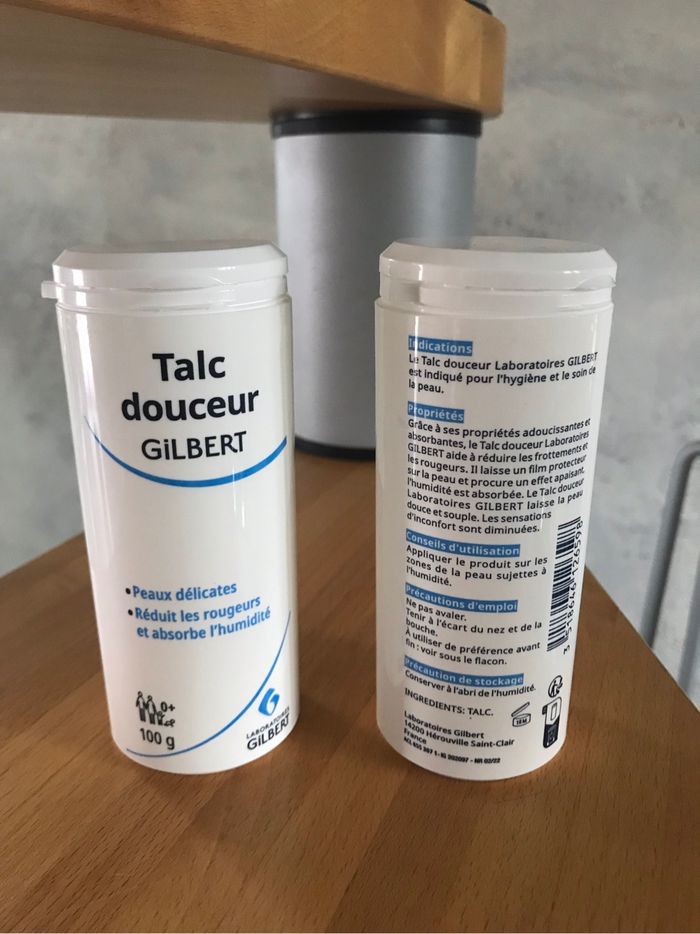 Talc
douceur
GiLBERT
•Peaux délicates
•Réduit les rougeurs
et absorbe l'humidité
0+
100 g
LABORATOIRES
GiLBERT
Indications
Le Talc douceur Laboratoires GILBERT
est indiqué pour l'hygiène et le soin de
la peau.
Propriétés
Grâce à ses propriétés adoucissantes et
absorbantes, le Talc douceur Laboratoires
GILBERT aide à réduire les frottements et
les rougeurs. Il laisse un film protecteur
sur la peau et procure un effet apaisant,
l'humidité est absorbée. Le Talc douceur
Laboratoires GILBERT laisse la peau
douce et souple. Les sensations
d'inconfort sont diminuées.
Conseils d'utilisation
Appliquer le produit sur les
zones de la peau sujettes à
l'humidité.
Précautions d'emploi
Ne pas avaler.
Tenir à l'écart du nez et de la
bouche.
À utiliser de préférence avant
fin : voir sous le flacon.
Précaution de stockage
Conserver à l'abri de l'humidité.
INGREDIENTS: TALC.
18M
Laboratoires Gilbert
14200 Hérouville Saint-Clair
France
3 518646 126598